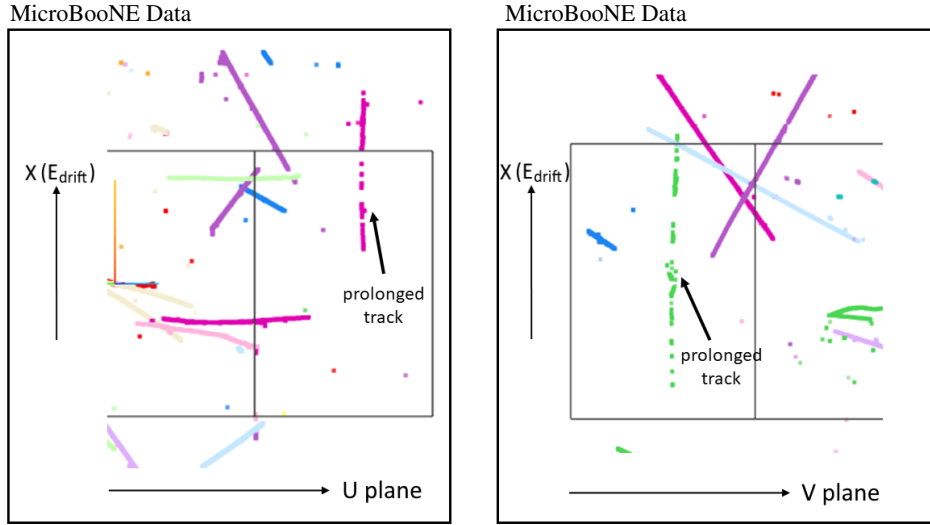 MicroBooNE Data
X (Edrift)
prolonged
track
U plane
MicroBooNE Data
X (Edrift)
prolonged
track
V plane